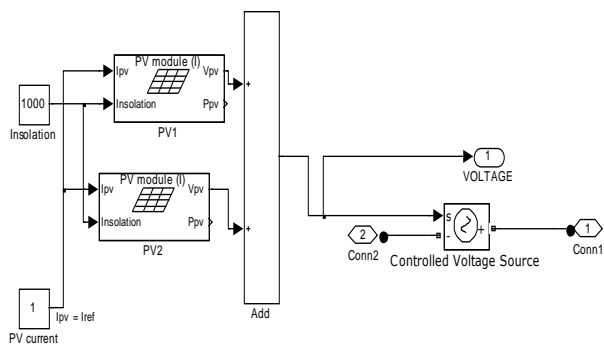 PV module (I)
Ipv
Vpv
Insolation
Ppv
PV1
+
1000
Insolation
PV module (I)
Ipv
Vpv
Insolation
Ppv
PV2
+
Add
1
VOLTAGE
s
-
+
2
Conn2
1
Conn1
Controlled Voltage Source
1
PV current
Ipv = Iref